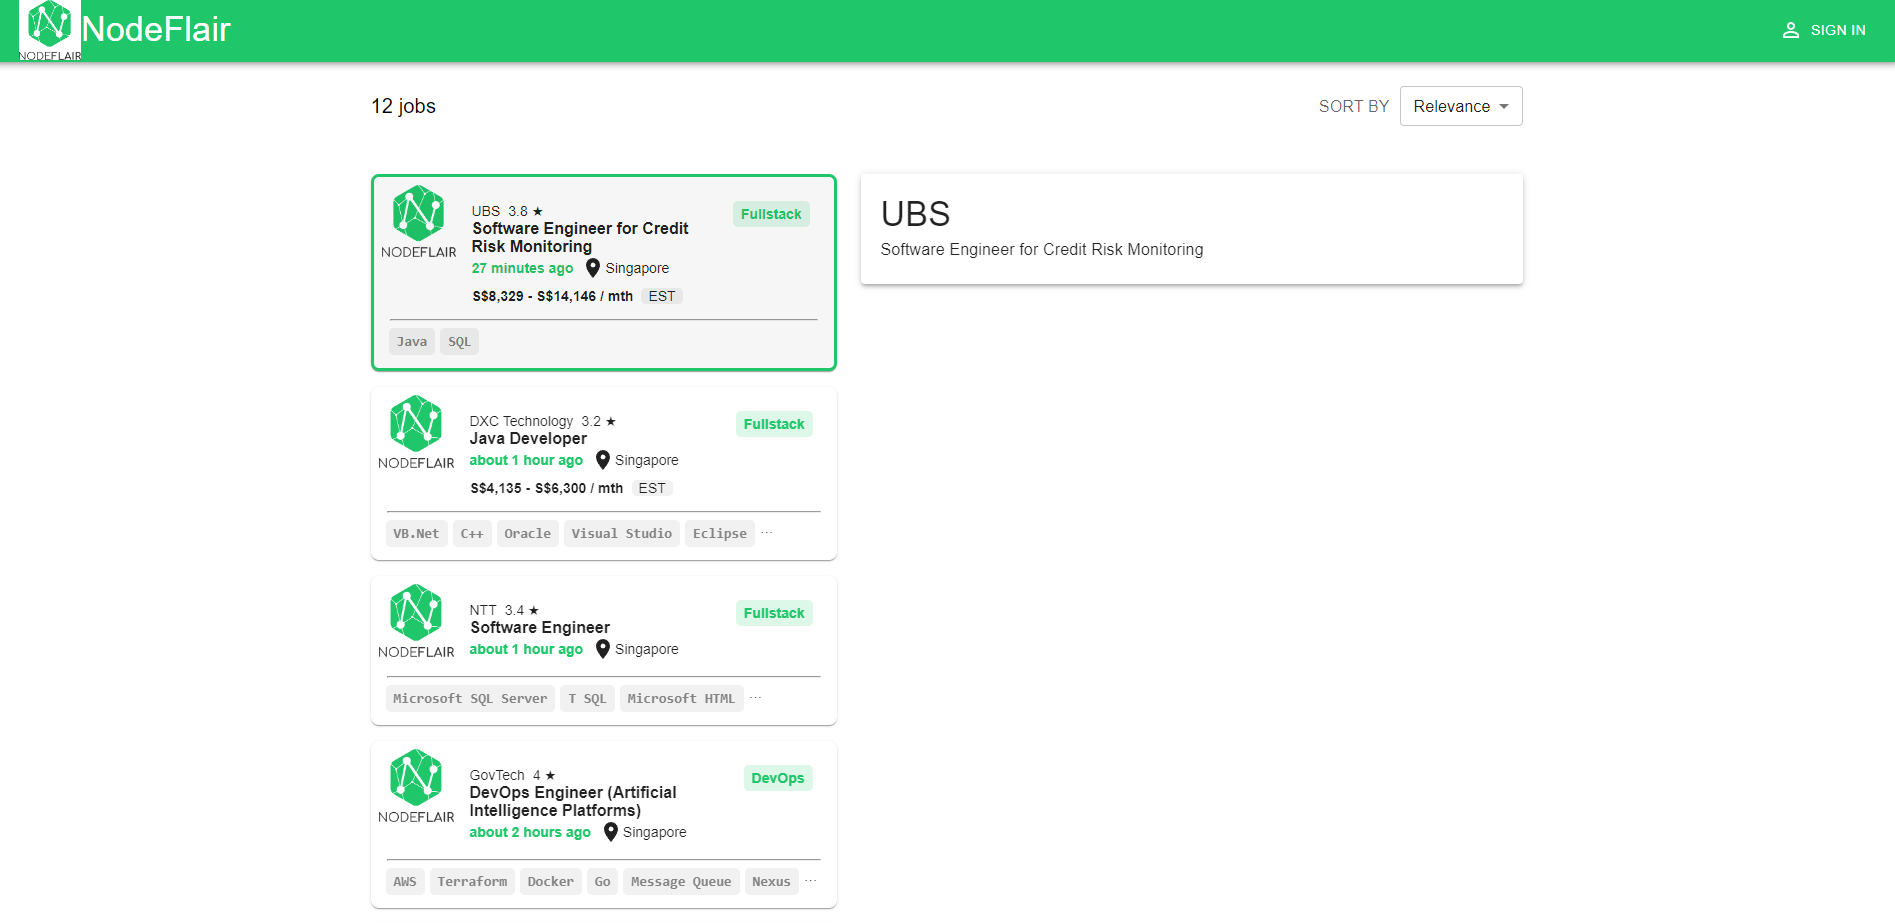 NODEFLAIR
NodeFlair
SIGN IN
12 jobs
SORT BY
Relevance
NODEFLAIR
UBS 3.8 ★
Software Engineer for Credit
Risk Monitoring
27 minutes ago Singapore
S$8,329 - S$14,146 / mth EST
Fullstack
Java SQL
NODEFLAIR
DXC Technology 3.2 ★
Java Developer
about 1 hour ago Singapore
S$4,135 - S$6,300 / mth EST
Fullstack
VB.Net C++ Oracle Visual Studio Eclipse ...
NODEFLAIR
NTT 3.4 ★
Software Engineer
about 1 hour ago Singapore
Fullstack
Microsoft SQL Server T SQL Microsoft HTML ...
NODEFLAIR
GovTech 4 ★
DevOps Engineer (Artificial
Intelligence Platforms)
about 2 hours ago Singapore
DevOps
AWS Terraform Docker Go Message Queue Nexus ...
UBS
Software Engineer for Credit Risk Monitoring